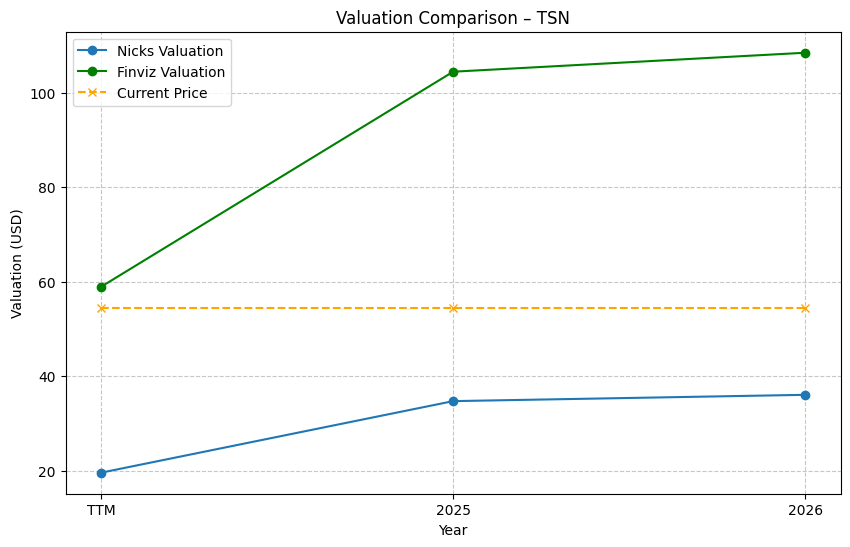 Valuation Comparison – TSN
Nicks Valuation
Finviz Valuation
Current Price
Valuation (USD)
100
80
60
40
20
TTM
2025
2026
Year